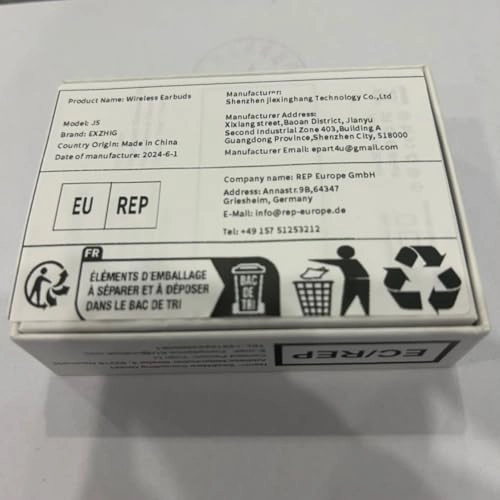 Product Name: Wireless Earbuds
Model: J5
Brand: EXZHIG
Country Origin: Made in China
Date of manufacture: 2024-6-1
Manufacturer:
Shenzhen jiexinghang Technology Co.,Ltd
Manufacturer Address:
Xixiang street,Baoan District, Jianyu
Second Industrial Zone 403,Building A
Guangdong Province,Shenzhen City, 518000
Manufacturer Email: epart4u@gmail.com
EU REP
Company name: REP Europe GmbH
Address: Annastr.9B,64347
Griesheim, Germany
E-Mail: info@rep-europe.de
Tel: +49 157 51253212
FR
ÉLÉMENTS D'EMBALLAGE
À SÉPARER ET À DÉPOSER
DANS LE BAC DE TRI
BAC
DE
TRI
EC/REP